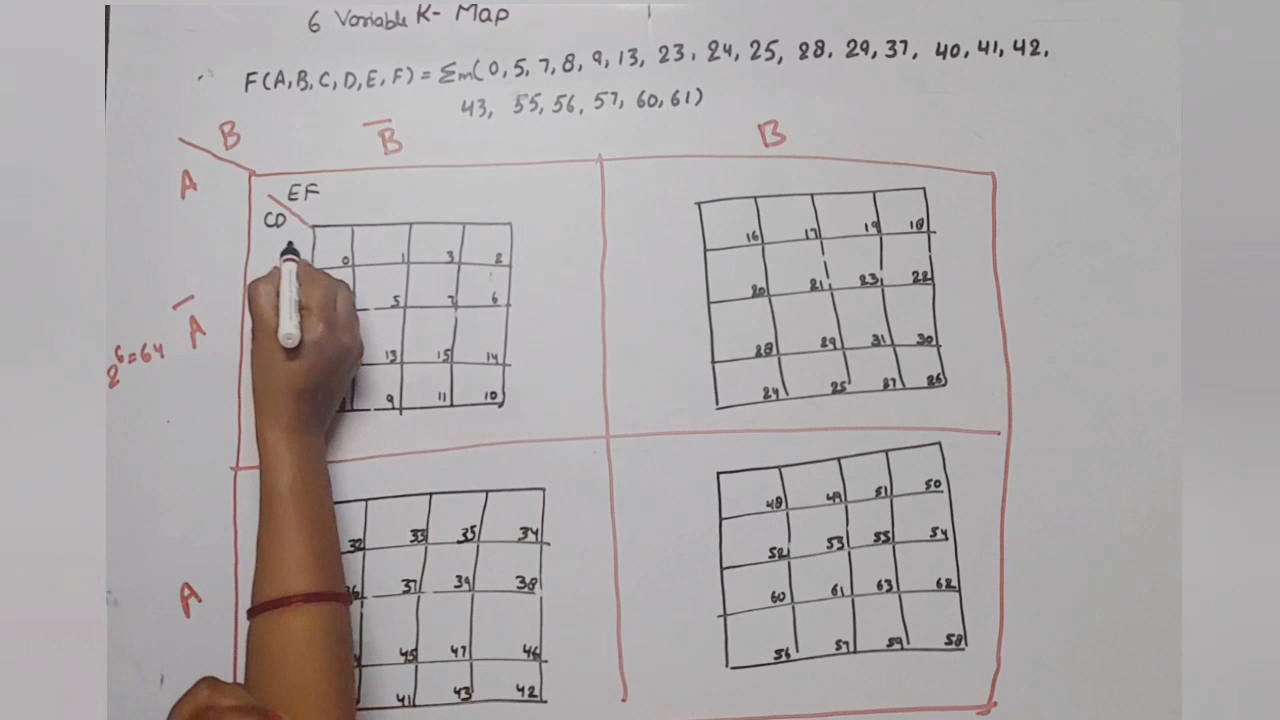 6 Variable K- Map
F(A,B,C,D,E,F) = Σm(0,5,7,8,9,13,23,24,25,28,29,37,40,41,42,
43,55,56,57,60,61)
B B̅ B
A
EF
CD
0 1 3 2
5 7 6
13 15 14
9 11 10
16 17 19 18
20 21 23 22
28 29 31 30
24 25 27 26
A̅
2⁶=64
A
32 33 35 34
36 37 39 38
45 47 46
41 43 42
48 49 51 50
52 53 55 54
60 61 63 62
56 57 59 58